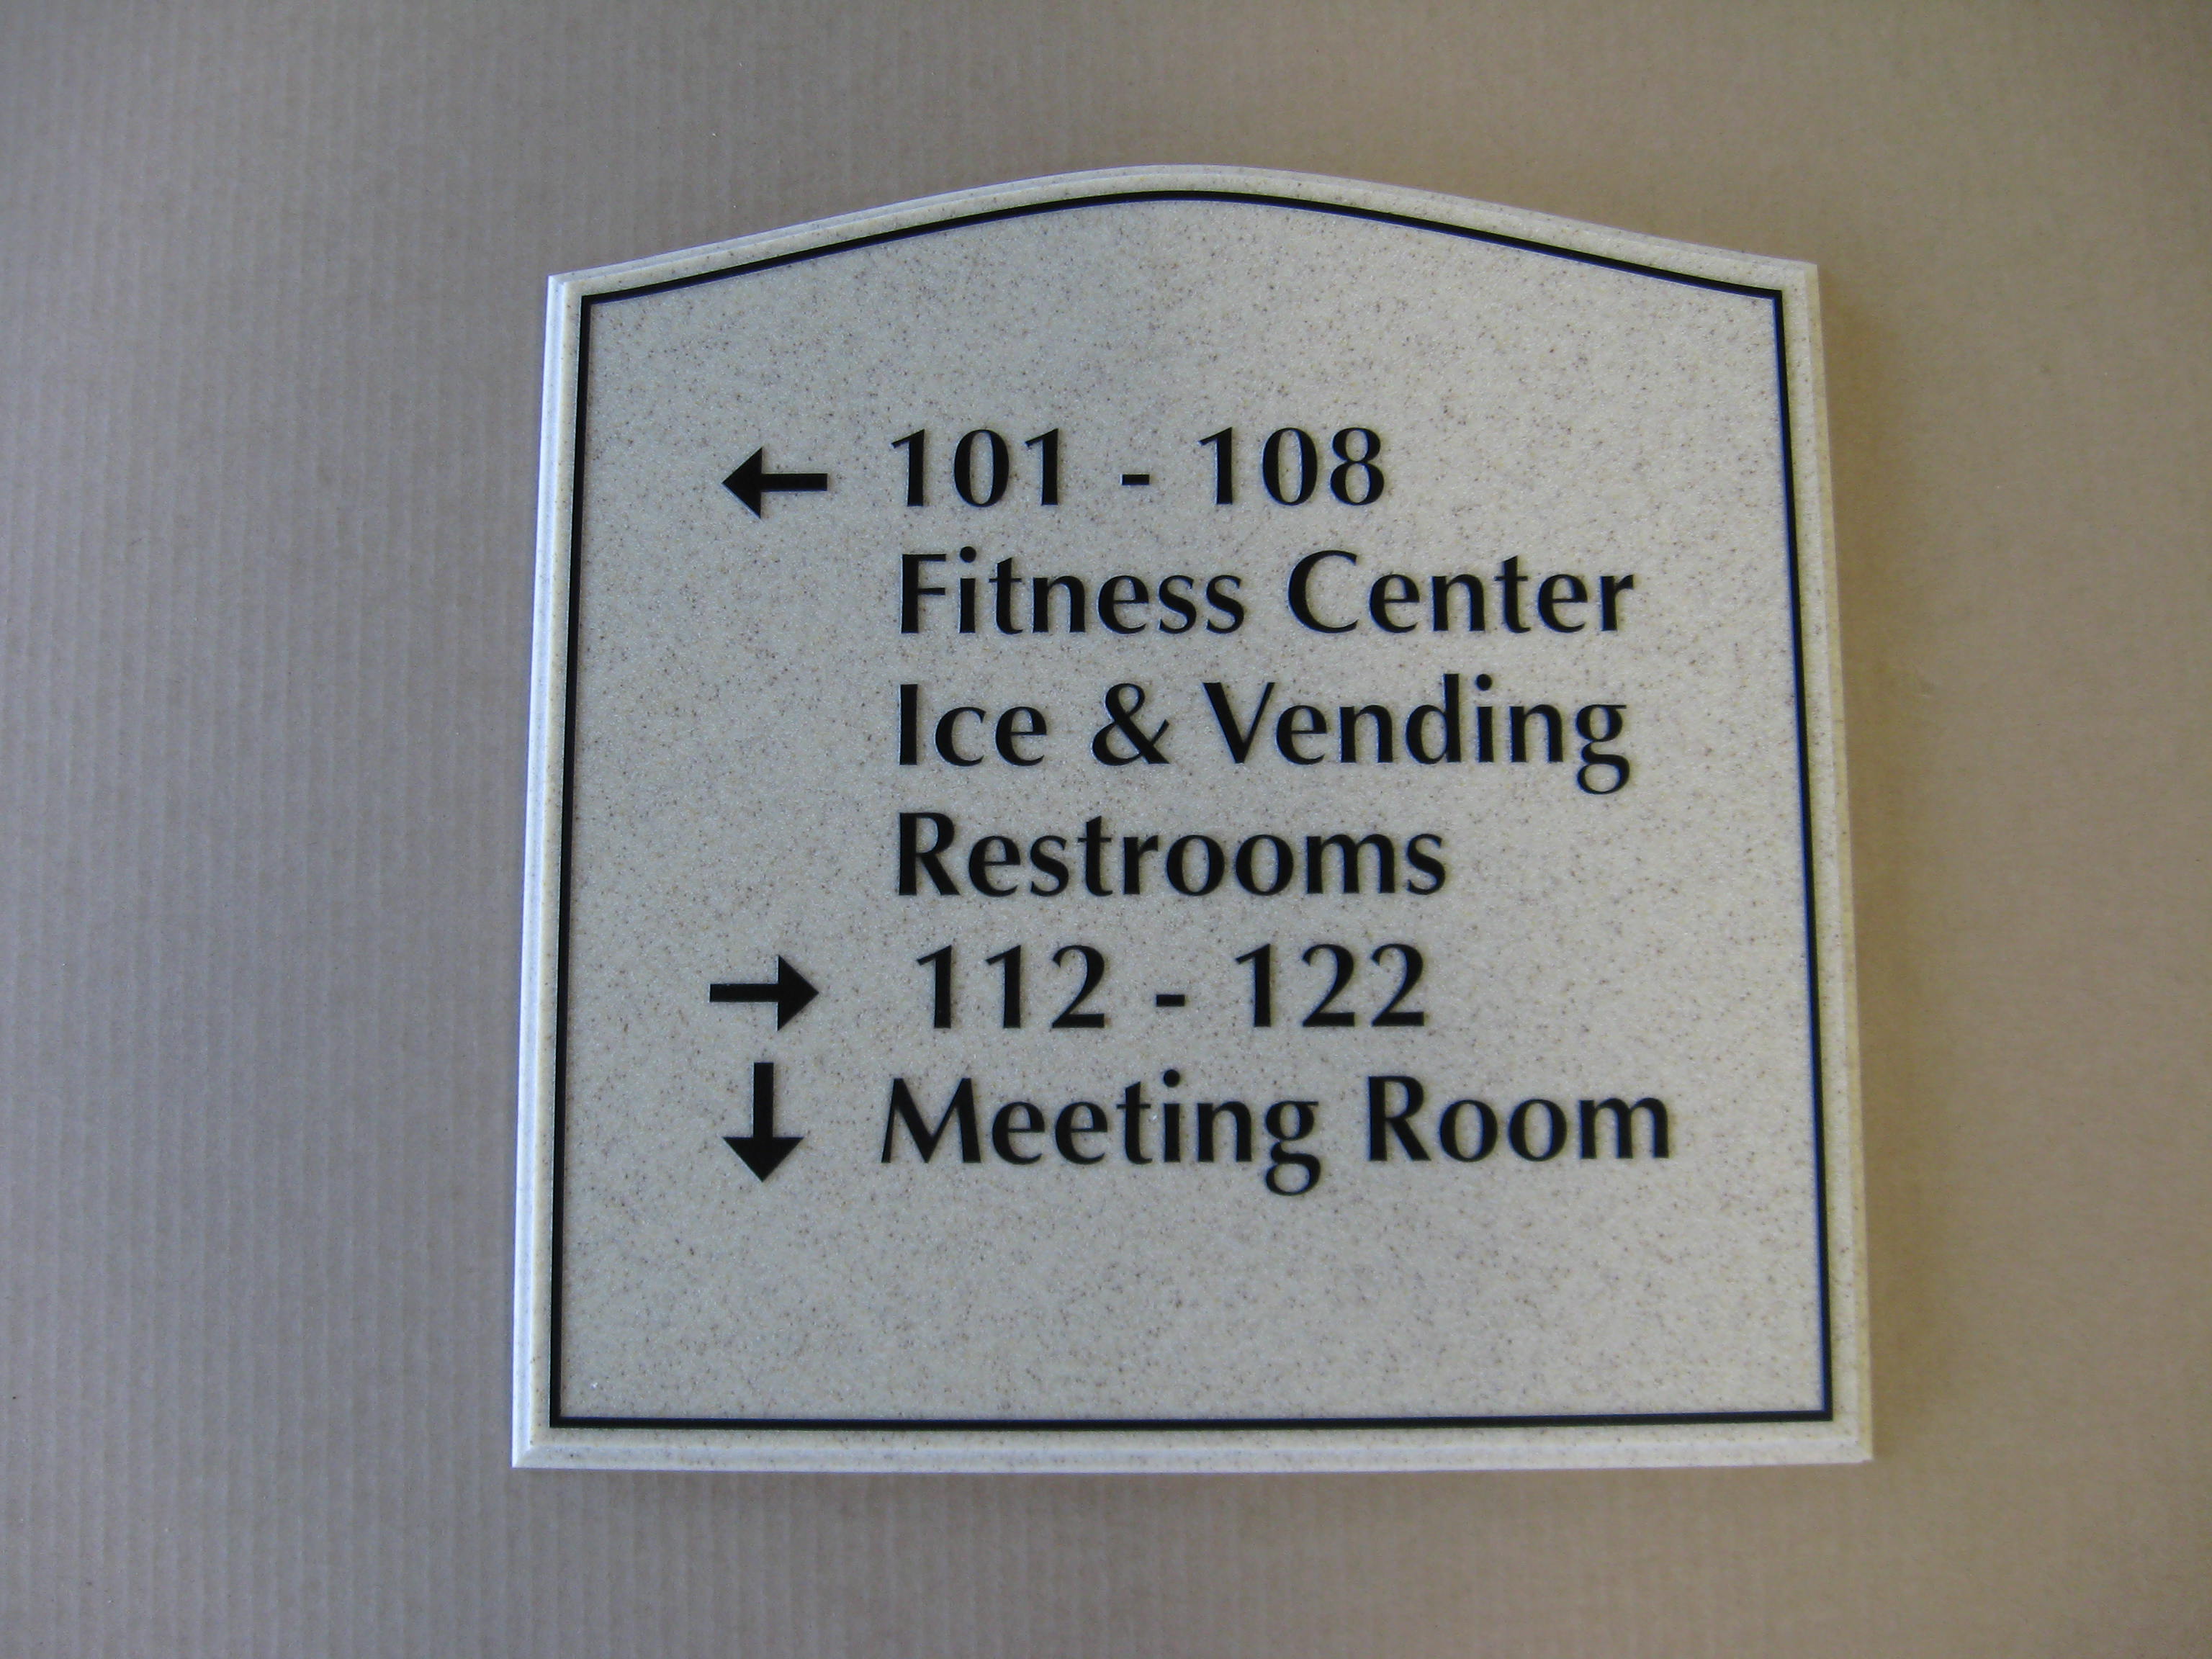 ← 101 - 108
Fitness Center
Ice & Vending
Restrooms
→ 112 - 122
↓ Meeting Room